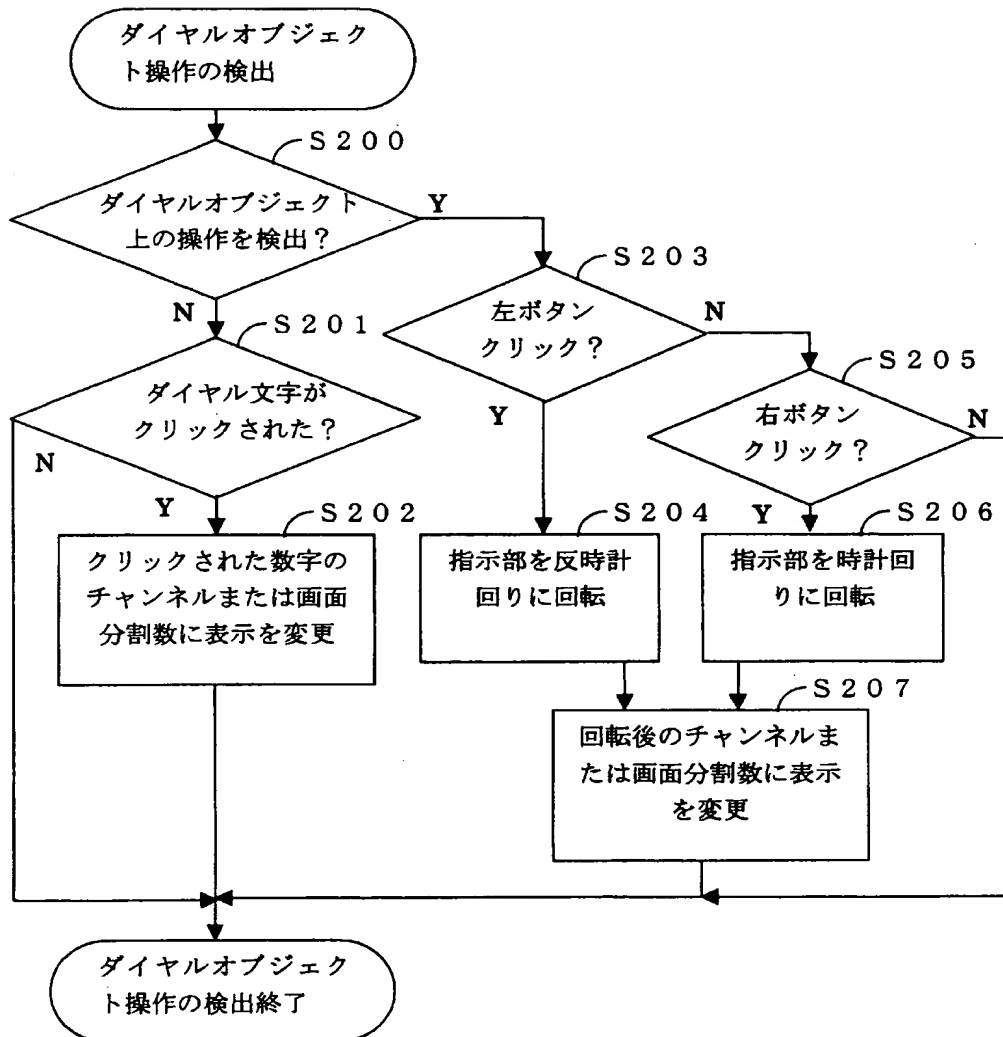 ダイヤルオブジェク
ト操作の検出
S200
ダイヤルオブジェクト
上の操作を検出?
Y
N
S203
左ボタン
クリック?
N
Y
S201
ダイヤル文字が
クリックされた?
N
Y
S205
右ボタン
クリック?
N
Y
S202
クリックされた数字の
チャンネルまたは画面
分割数に表示を変更
S204
指示部を反時計
回りに回転
S206
指示部を時計回
りに回転
S207
回転後のチャンネルま
たは画面分割数に表示
を変更
ダイヤルオブジェク
ト操作の検出終了